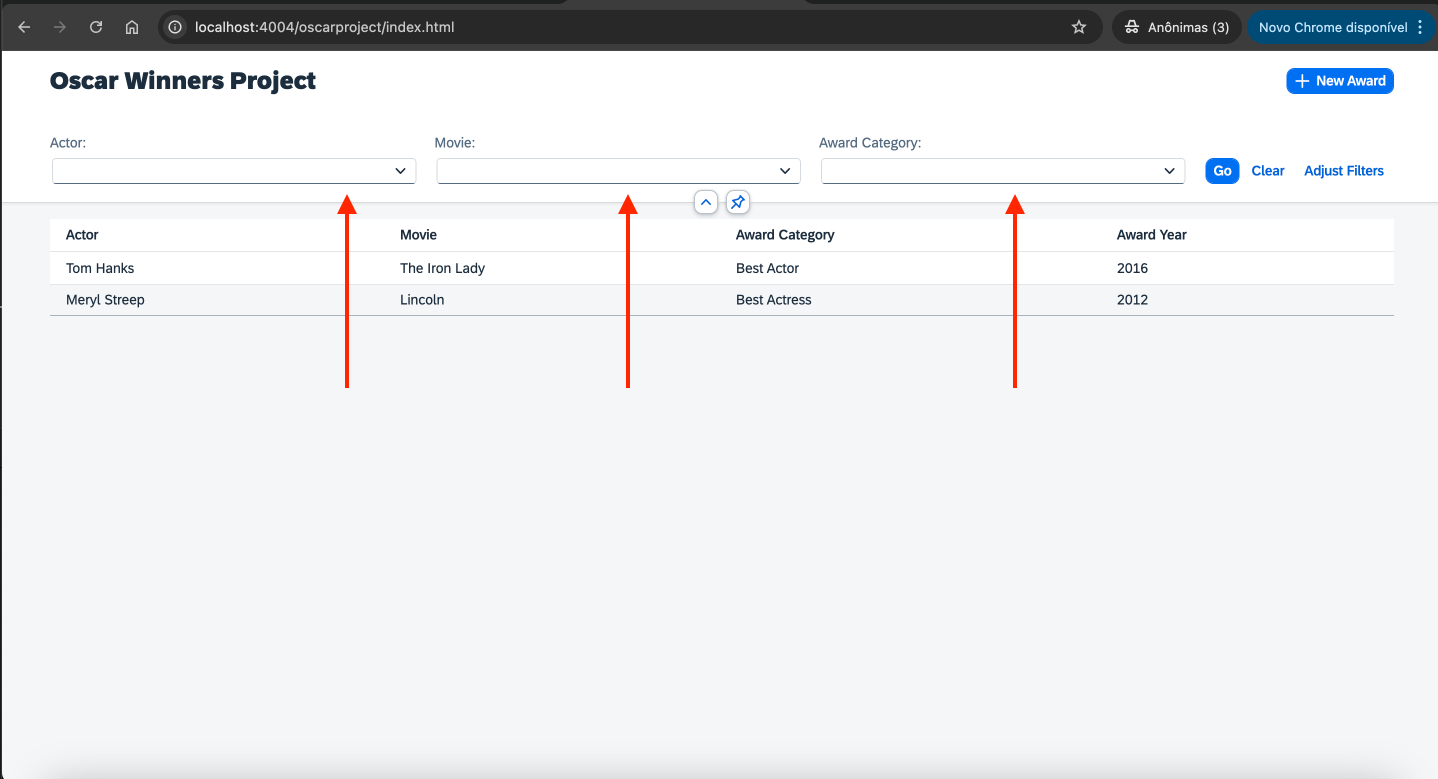 localhost:4004/oscarproject/index.html
Anônimas (3)
Novo Chrome disponível
Oscar Winners Project
New Award
Actor:
Movie:
Award Category:
Go
Clear
Adjust Filters
Actor
Movie
Award Category
Award Year
Tom Hanks
The Iron Lady
Best Actor
2016
Meryl Streep
Lincoln
Best Actress
2012